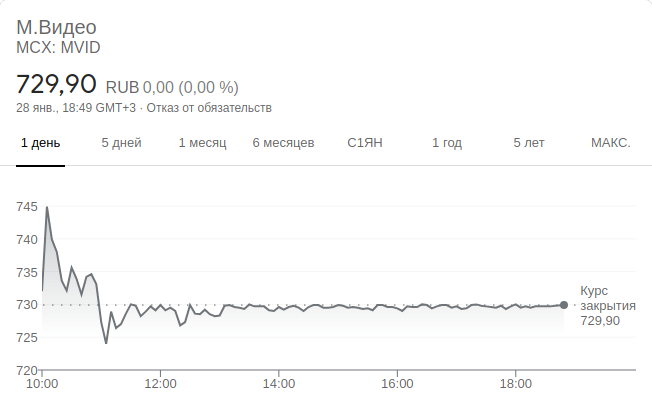 М.Видео
MCX: MVID
729,90 RUB 0,00 (0,00 %)
28 янв., 18:49 GMT+3 · Отказ от обязательств
1 день 5 дней 1 месяц 6 месяцев С1ЯН 1 год 5 лет МАКС.
745
740
735
730
725
720
Курс
закрытия
729,90
10:00 12:00 14:00 16:00 18:00